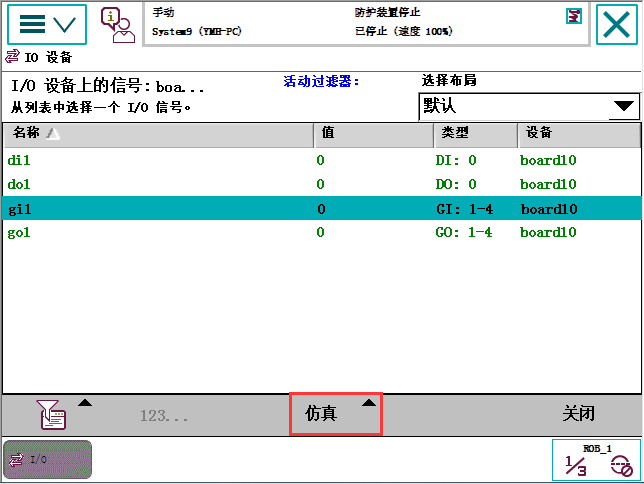 手动
防护装置停止
System9 (YMH-PC)
已停止 (速度 100%)
IO 设备
I/O 设备上的信号: boa...
活动过滤器:
选择布局
从列表中选择一个 I/O 信号。
默认
名称 值 类型 设备
di1 0 DI: 0 board10
do1 0 DO: 0 board10
gi1 0 GI: 1-4 board10
go1 0 GO: 1-4 board10
123...
仿真
关闭
I/O
ROB_1
1/3